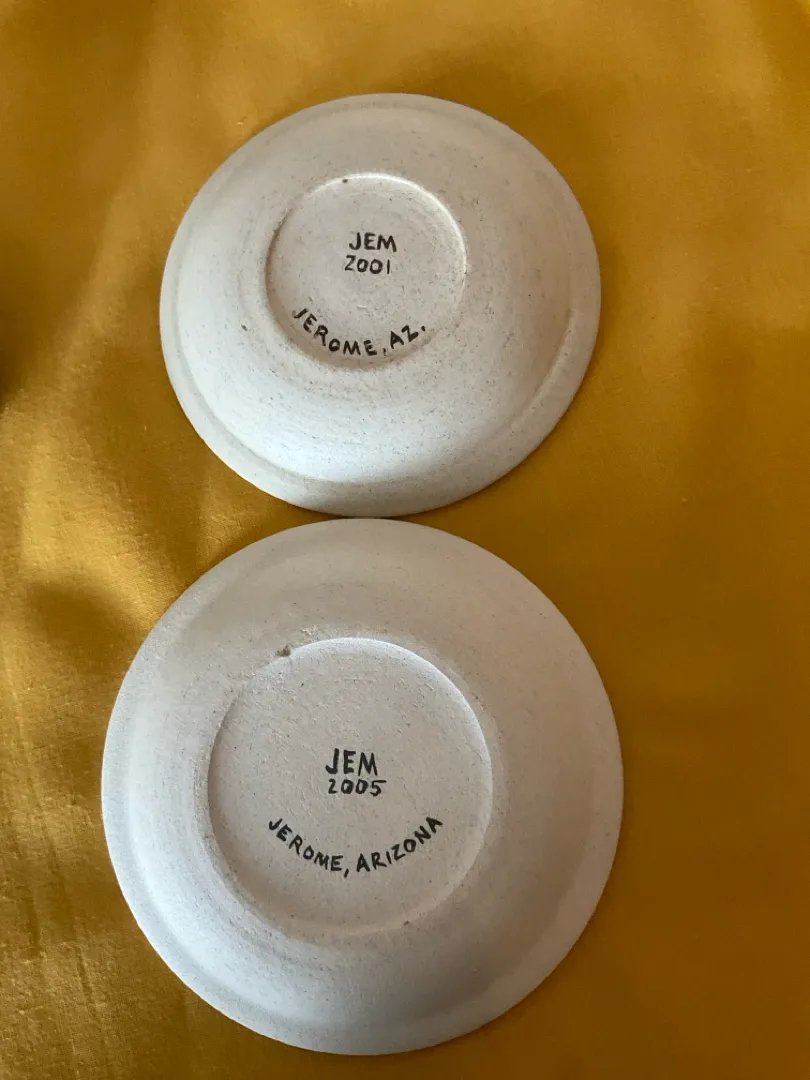 JEM
2001
JEROME, AZ.
JEM
2005
JEROME, ARIZONA